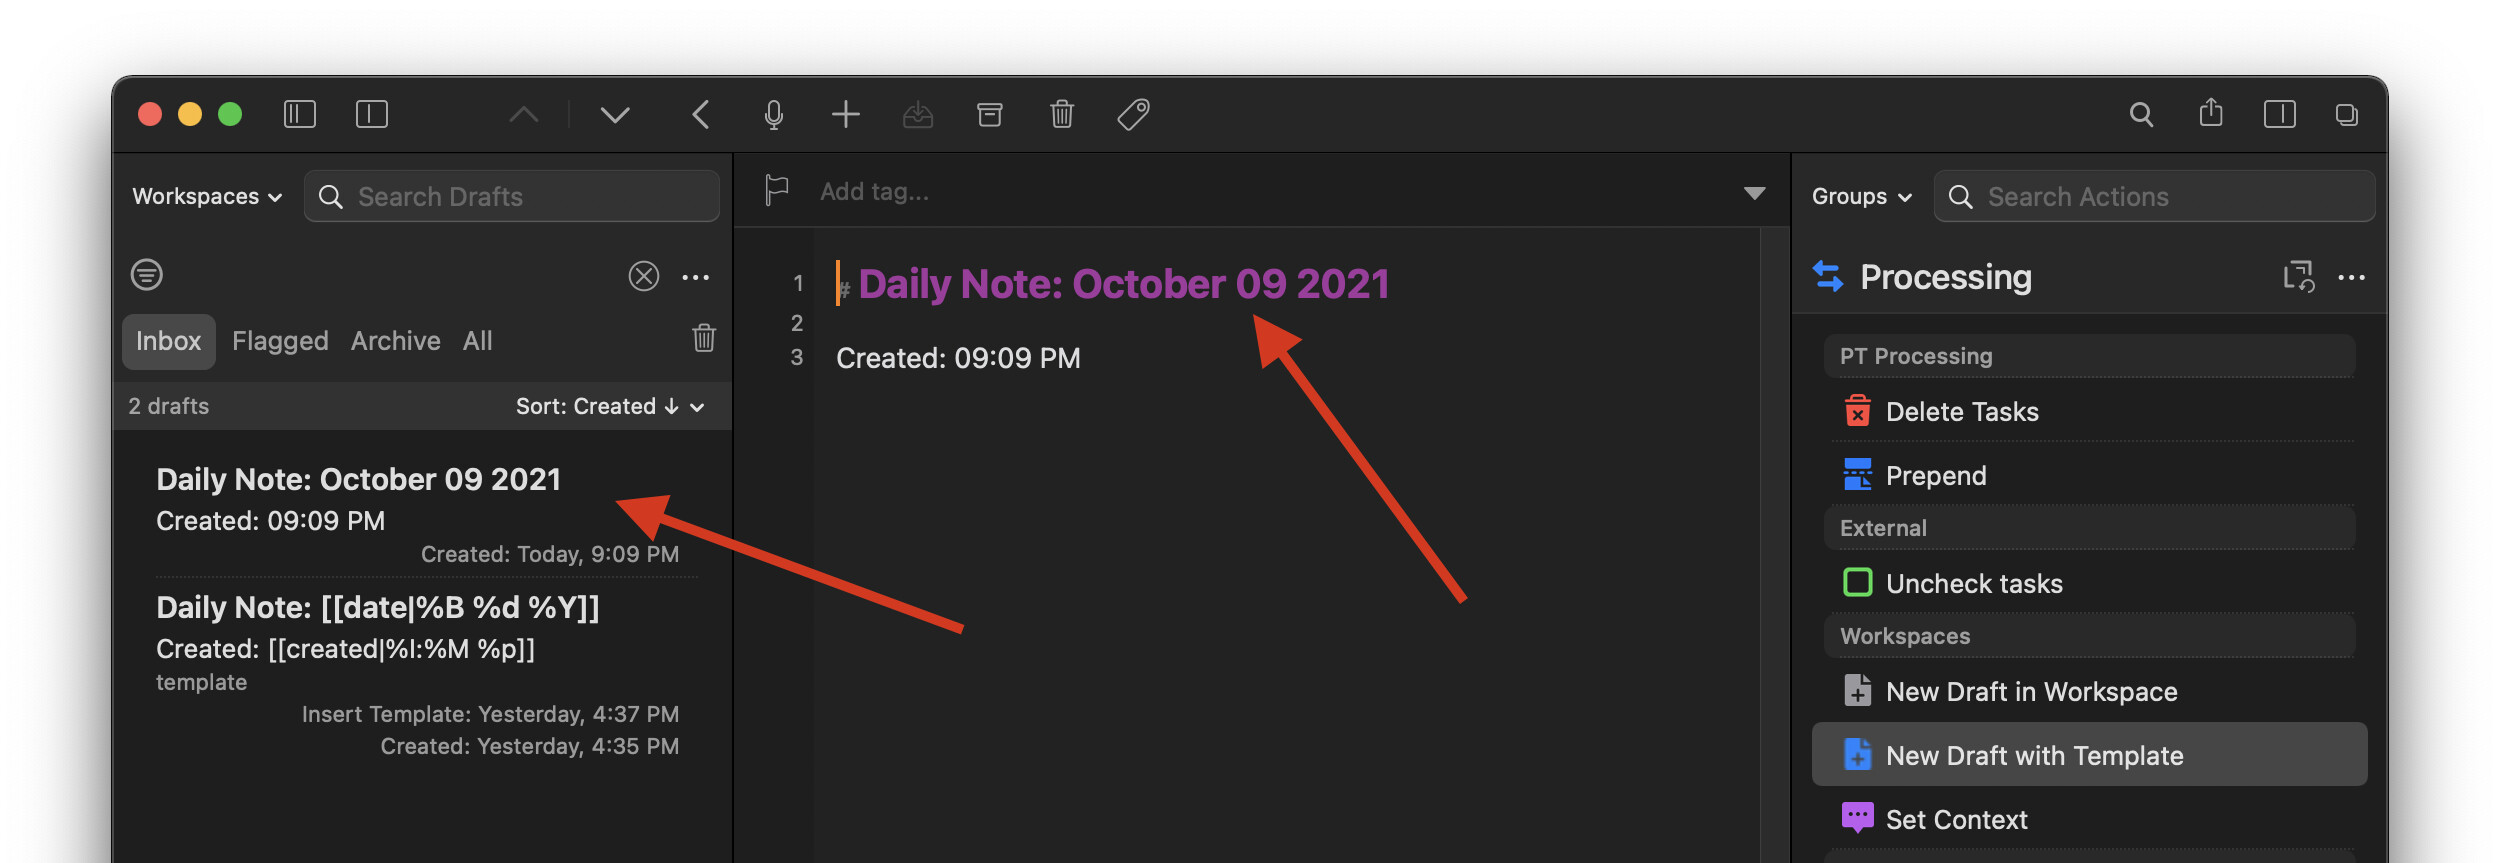 Workspaces
Search Drafts
Inbox Flagged Archive All
2 drafts
Sort: Created ↓
Daily Note: October 09 2021
Created: 09:09 PM
Created: Today, 9:09 PM
Daily Note: [[date|%B %d %Y]]
Created: [[created|%I:%M %p]]
template
Insert Template: Yesterday, 4:37 PM
Created: Yesterday, 4:35 PM
Add tag...
1 # Daily Note: October 09 2021
2
3 Created: 09:09 PM
Groups
Search Actions
Processing
PT Processing
Delete Tasks
Prepend
External
Uncheck tasks
Workspaces
New Draft in Workspace
New Draft with Template
Set Context